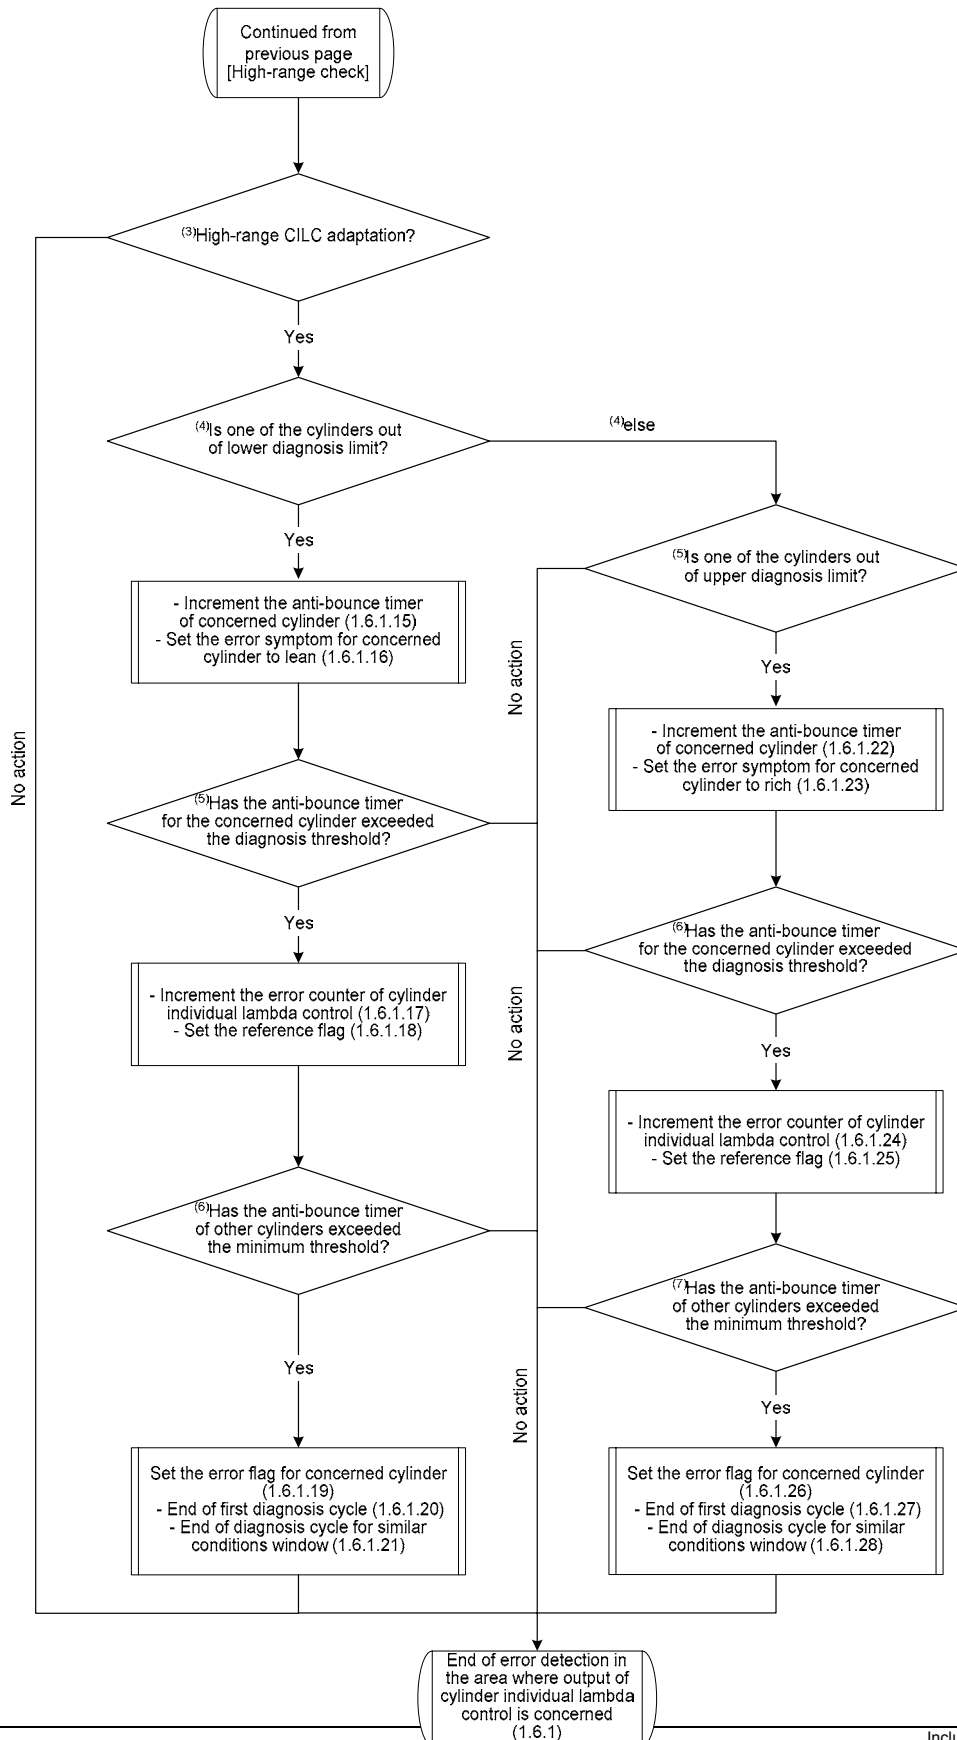 Continued from
previous page
[High-range check]
(3)High-range CILC adaptation?
Yes
(4)Is one of the cylinders out
of lower diagnosis limit?
(4)else
Yes
(5)Is one of the cylinders out
of upper diagnosis limit?
- Increment the anti-bounce timer
of concerned cylinder (1.6.1.15)
- Set the error symptom for concerned
cylinder to lean (1.6.1.16)
No action
Yes
No action
- Increment the anti-bounce timer
of concerned cylinder (1.6.1.22)
- Set the error symptom for concerned
cylinder to rich (1.6.1.23)
(5)Has the anti-bounce timer
for the concerned cylinder exceeded
the diagnosis threshold?
Yes
(6)Has the anti-bounce timer
for the concerned cylinder exceeded
the diagnosis threshold?
- Increment the error counter of cylinder
individual lambda control (1.6.1.17)
- Set the reference flag (1.6.1.18)
No action
Yes
- Increment the error counter of cylinder
individual lambda control (1.6.1.24)
- Set the reference flag (1.6.1.25)
(6)Has the anti-bounce timer
of other cylinders exceeded
the minimum threshold?
(7)Has the anti-bounce timer
of other cylinders exceeded
the minimum threshold?
Yes
No action
Yes
Set the error flag for concerned cylinder
(1.6.1.19)
- End of first diagnosis cycle (1.6.1.20)
- End of diagnosis cycle for similar
conditions window (1.6.1.21)
Set the error flag for concerned cylinder
(1.6.1.26)
- End of first diagnosis cycle (1.6.1.27)
- End of diagnosis cycle for similar
conditions window (1.6.1.28)
End of error detection in
the area where output of
cylinder individual lambda
control is concerned
(1.6.1)